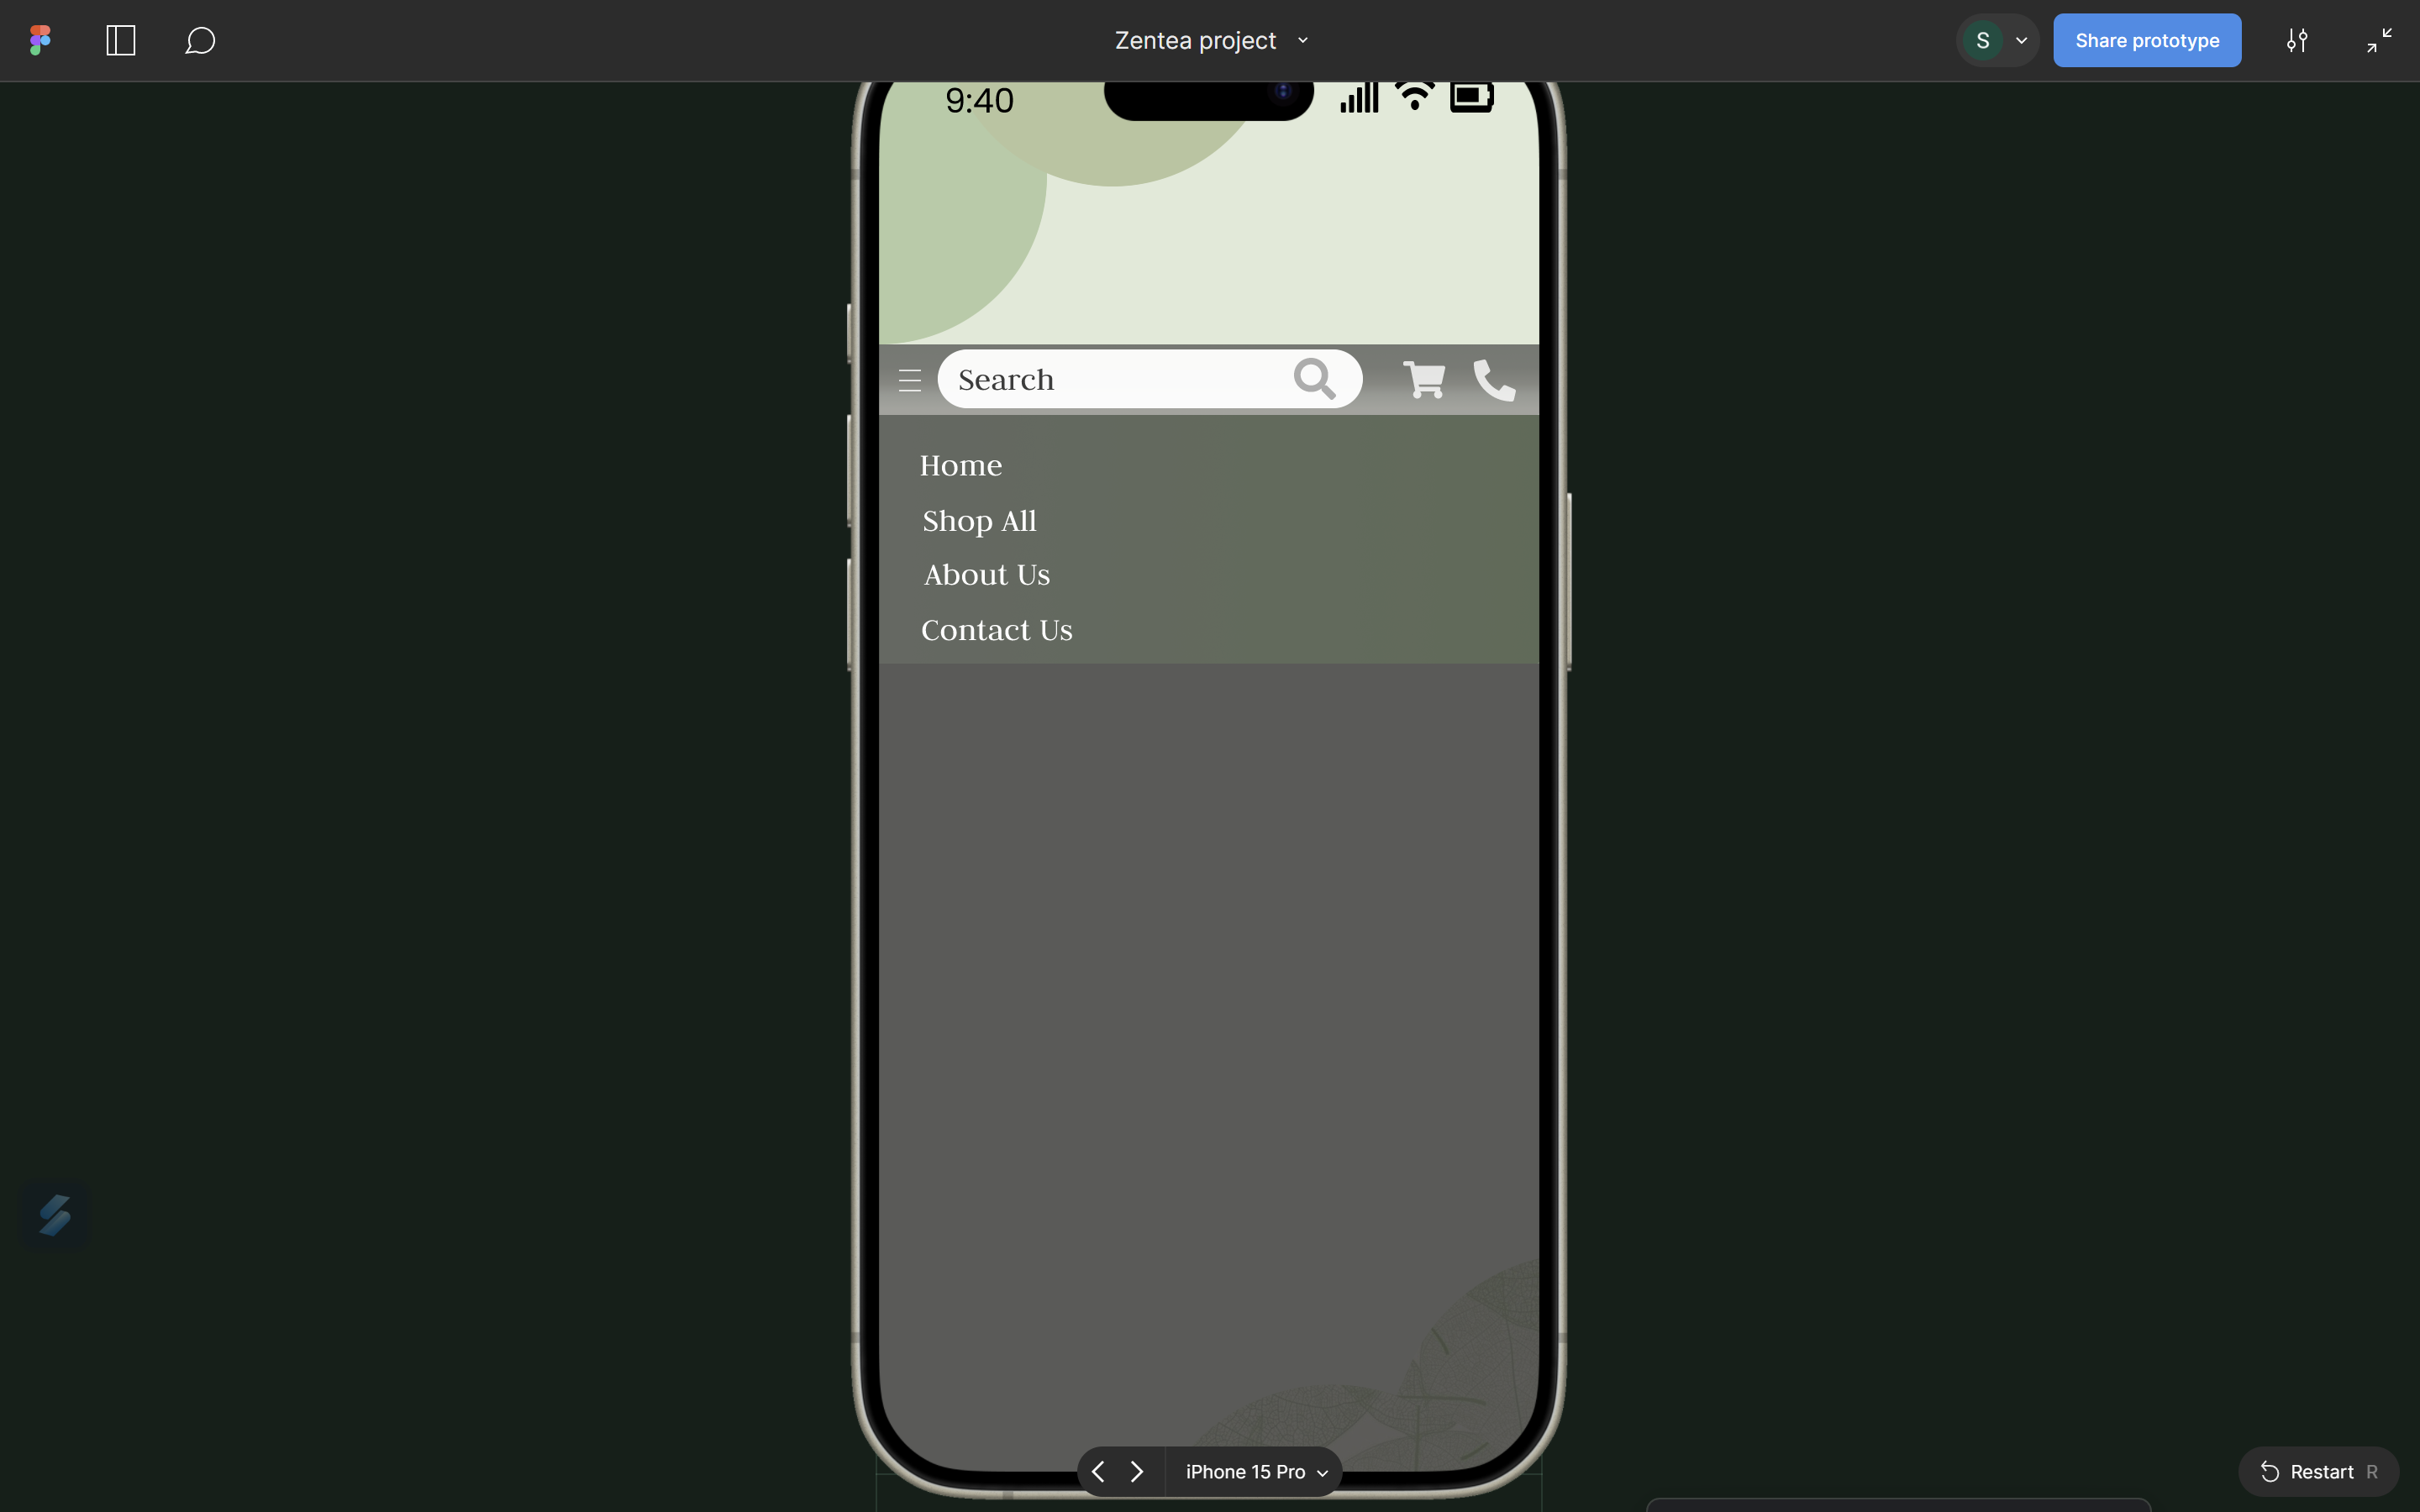 Zentea project
S
Share prototype
9:40
Search
Home
Shop All
About Us
Contact Us
iPhone 15 Pro
Restart R